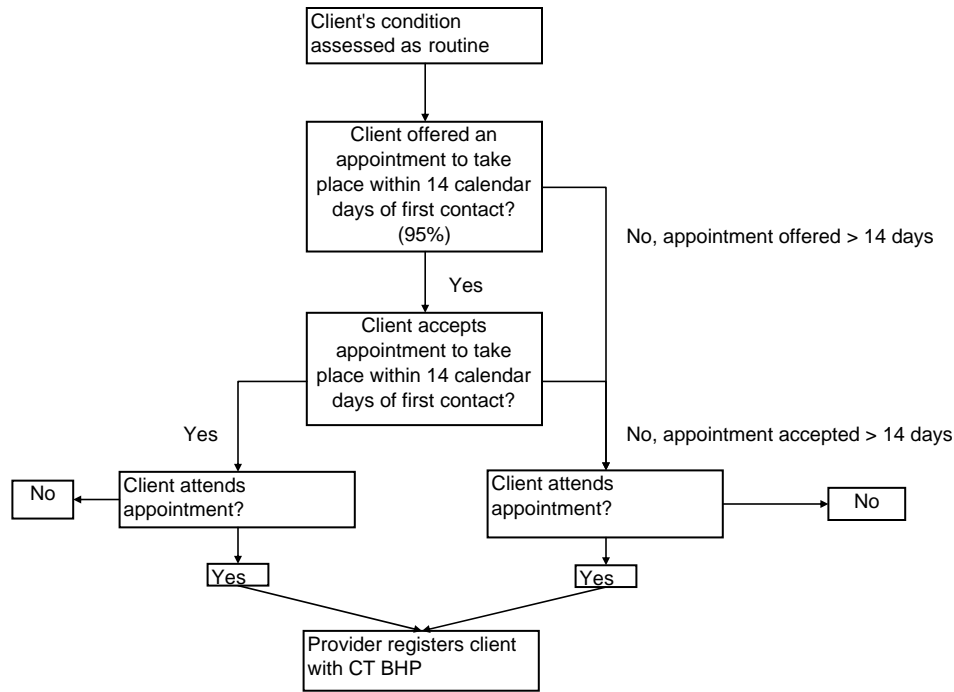 Client's condition
assessed as routine
Client offered an
appointment to take
place within 14 calendar
days of first contact?
(95%)
No, appointment offered > 14 days
Yes
Client accepts
appointment to take
place within 14 calendar
days of first contact?
Yes
No, appointment accepted > 14 days
No
Client attends
appointment?
Client attends
appointment?
No
Yes
Yes
Provider registers client
with CT BHP